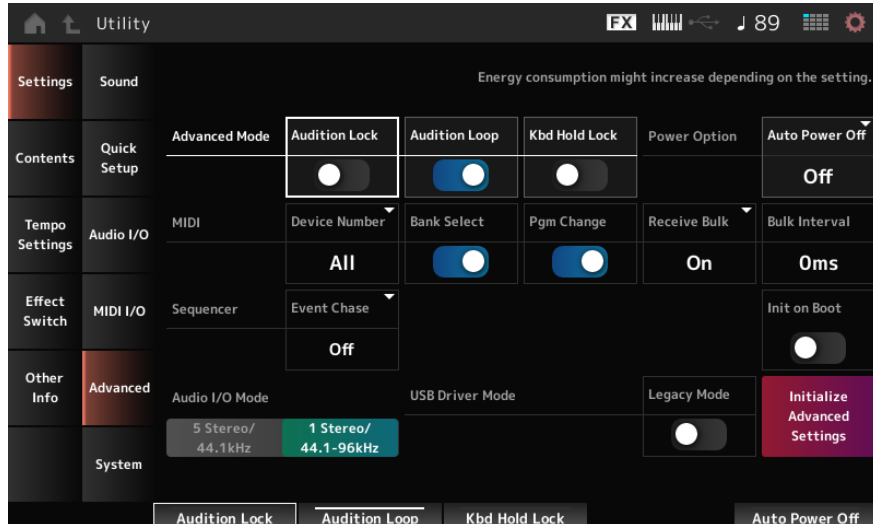 Utility
FX
♩ 89
Settings
Sound
Energy consumption might increase depending on the setting.
Contents
Quick
Setup
Advanced Mode
Audition Lock
Audition Loop
Kbd Hold Lock
Power Option
Auto Power Off
Off
Tempo
Settings
Audio I/O
MIDI
Device Number
Bank Select
Pgm Change
Receive Bulk
Bulk Interval
All
On
0ms
Effect
Switch
MIDI I/O
Sequencer
Event Chase
Init on Boot
Off
Other
Info
Advanced
Audio I/O Mode
USB Driver Mode
Legacy Mode
Initialize
Advanced
Settings
5 Stereo/
44.1kHz
1 Stereo/
44.1-96kHz
System
Audition Lock
Audition Loop
Kbd Hold Lock
Auto Power Off